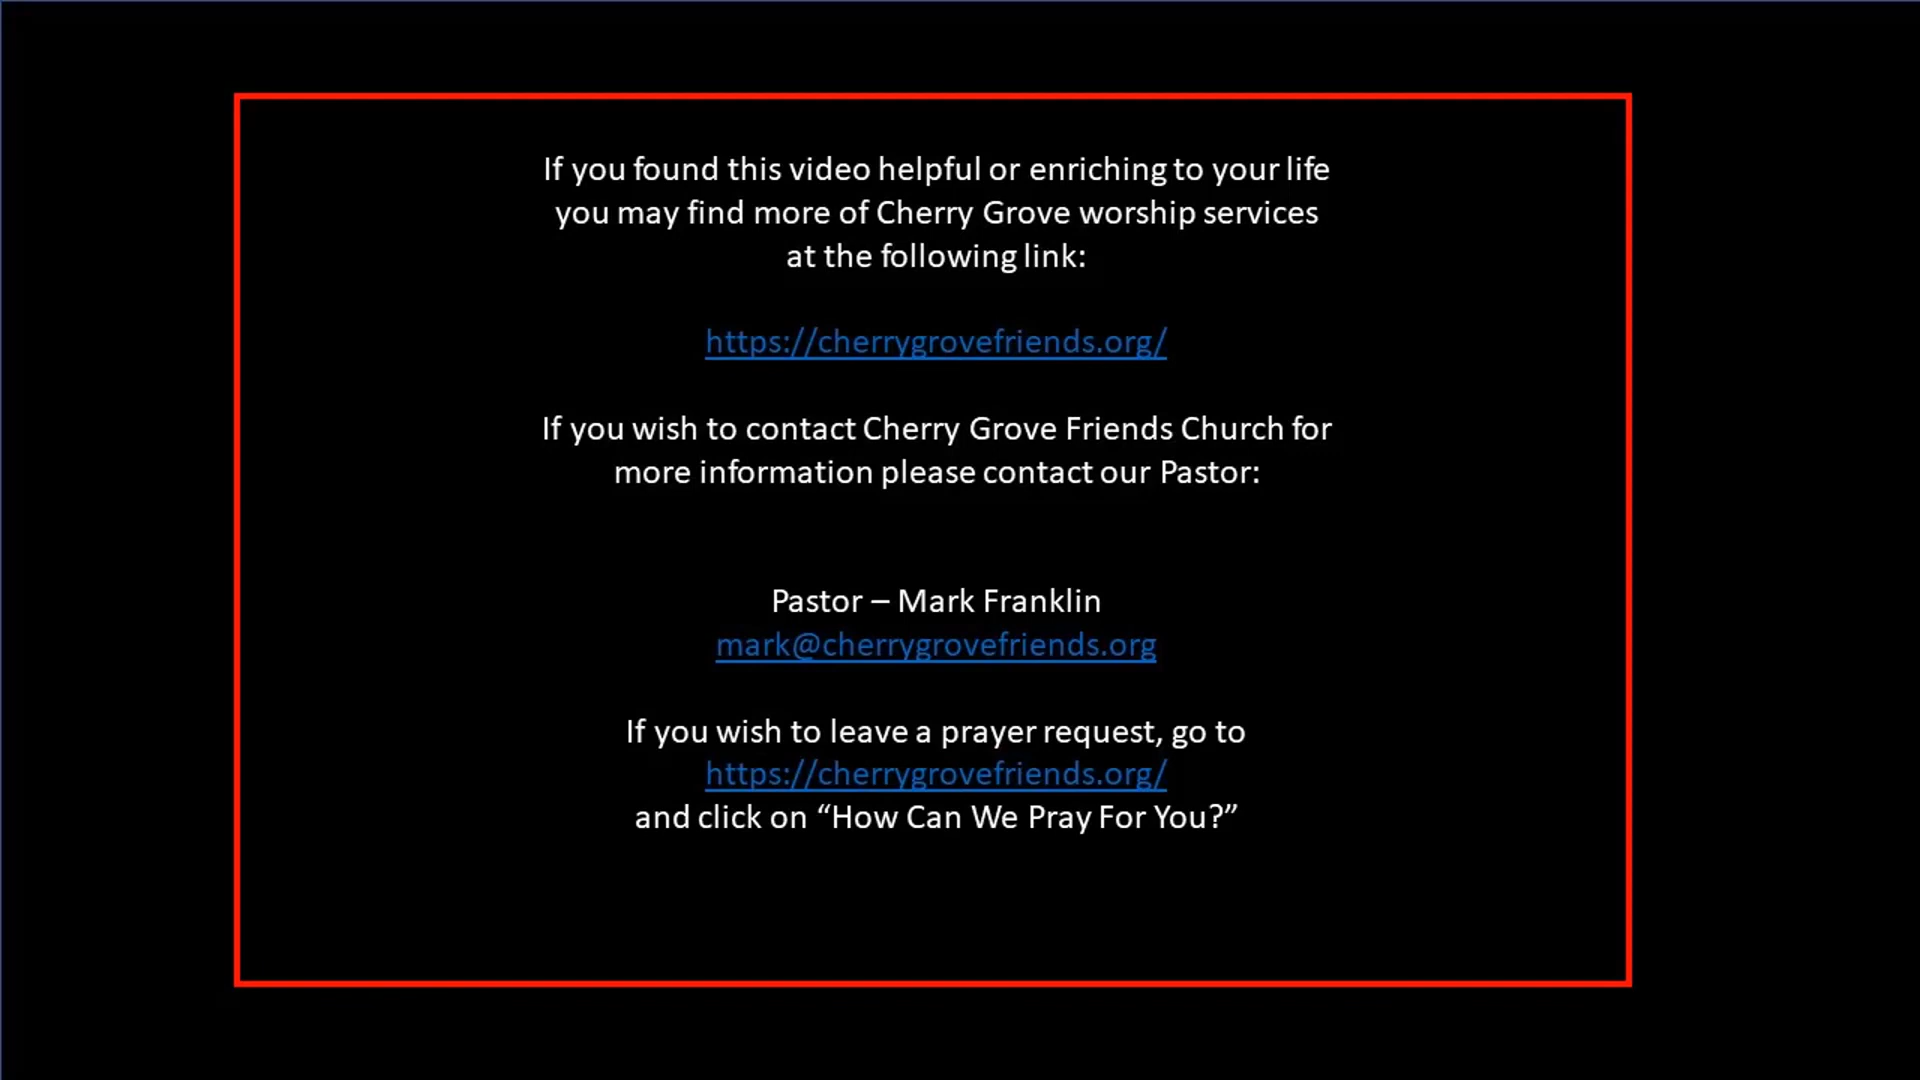 If you found this video helpful or enriching to your life
you may find more of Cherry Grove worship services
at the following link:
https://cherrygrovefriends.org/
If you wish to contact Cherry Grove Friends Church for
more information please contact our Pastor:
Pastor – Mark Franklin
mark@cherrygrovefriends.org
If you wish to leave a prayer request, go to
https://cherrygrovefriends.org/
and click on “How Can We Pray For You?”